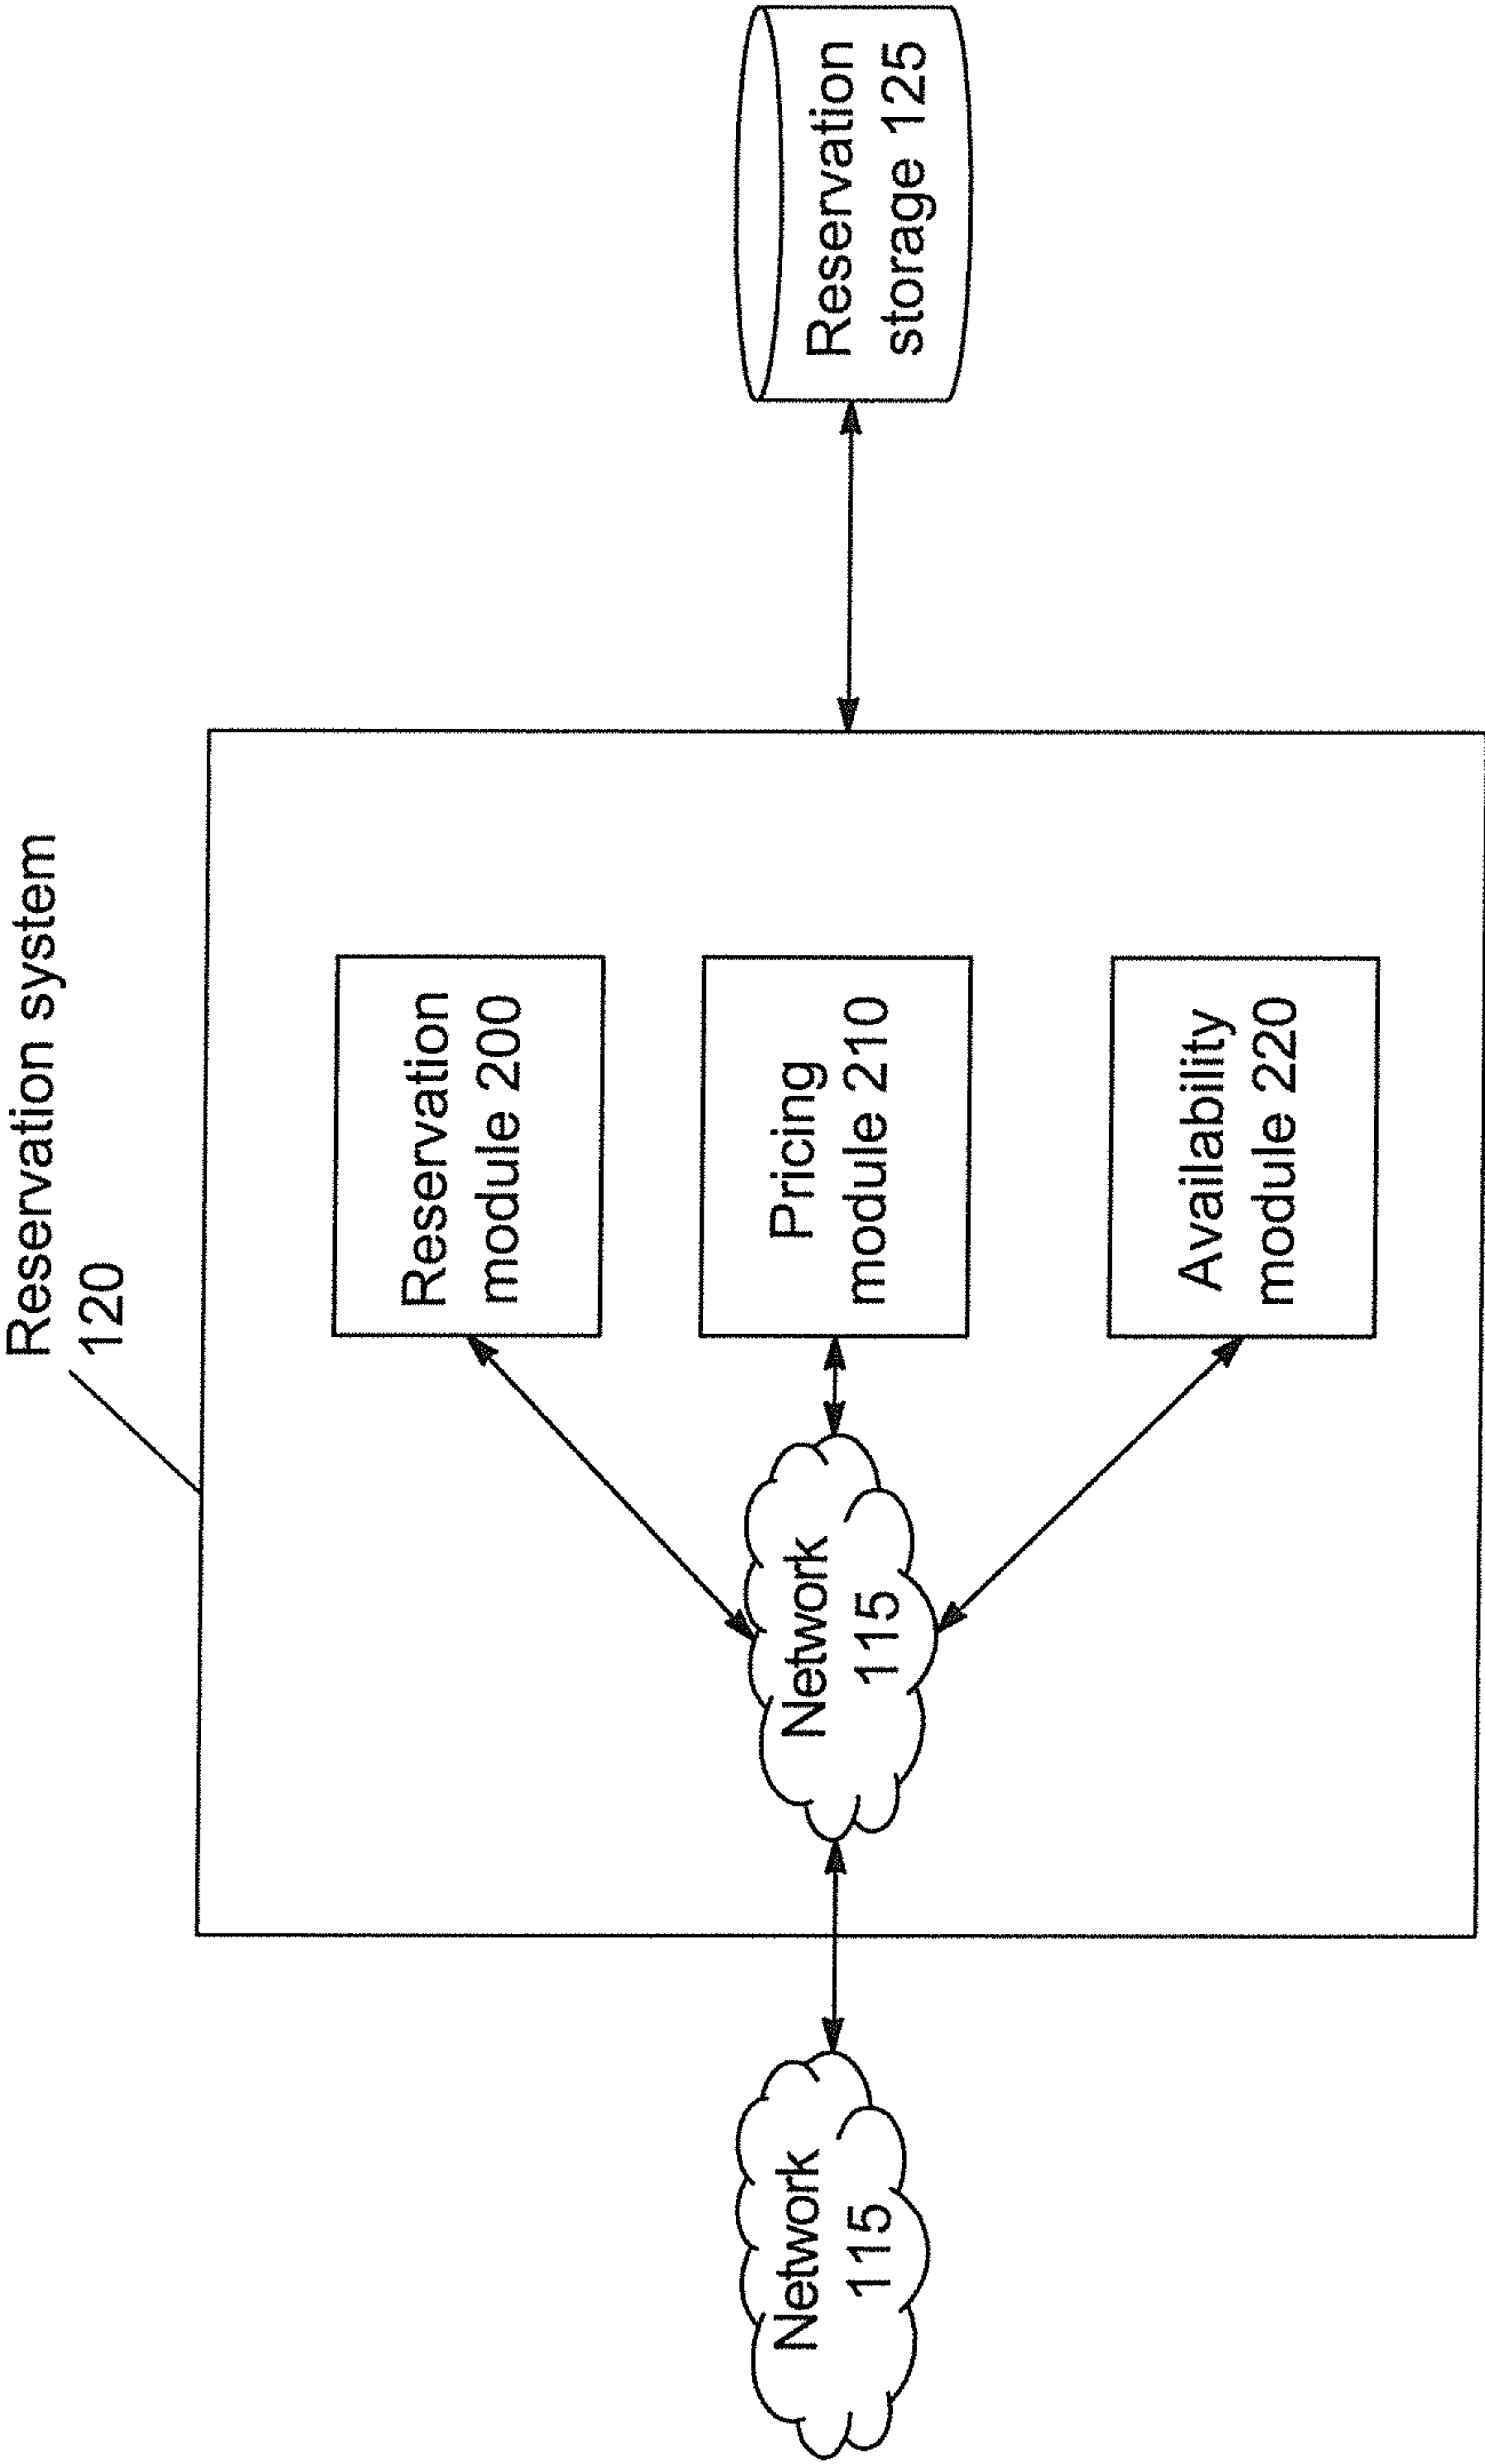 Reservation system
120
Network
115
Network
115
Reservation
module 200
Pricing
module 210
Availability
module 220
Reservation
storage 125